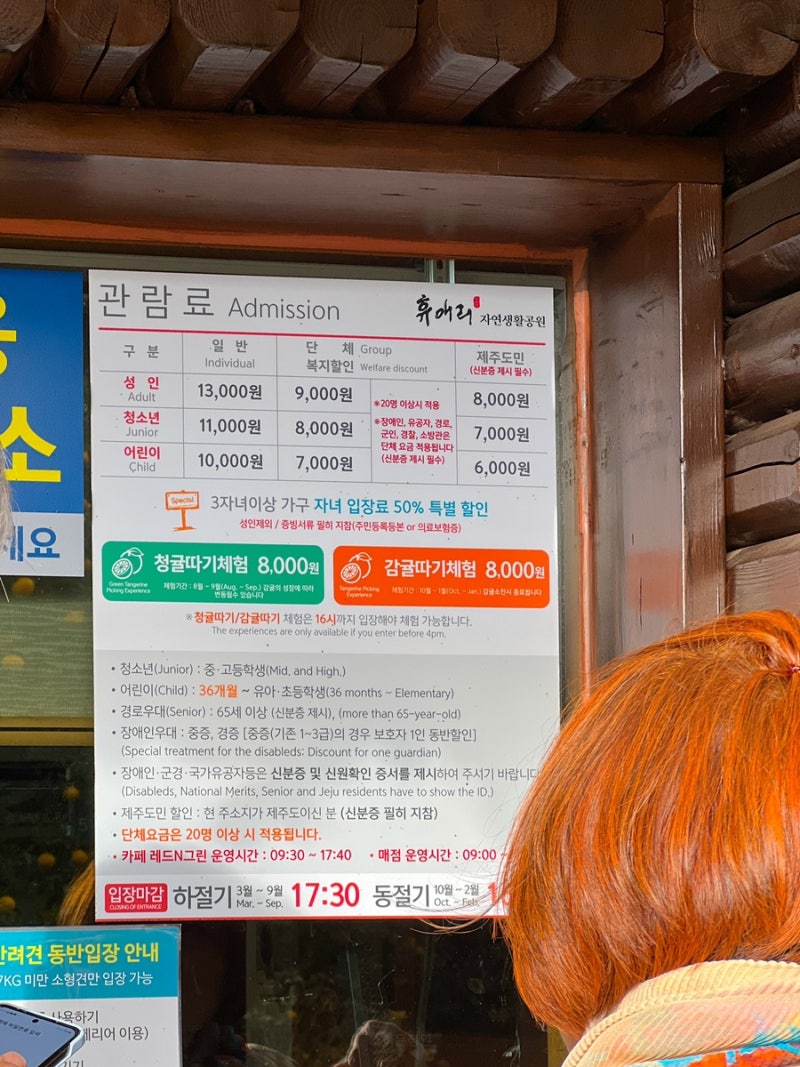 관람료 Admission
휴애리 자연생활공원
구 분
일 반
Individual
단 체 Group
복지할인 Welfare discount
제주도민
(신분증 제시 필수)
성 인
Adult
13,000원
9,000원
8,000원
청소년
Junior
11,000원
8,000원
7,000원
어린이
Child
10,000원
7,000원
6,000원
※20명 이상시 적용
※장애인, 유공자, 경로,
군인, 경찰, 소방관은
단체 요금 적용됩니다
(신분증 제시 필수)
Special
3자녀이상 가구 자녀 입장료 50% 특별 할인
성인제외 / 증빙서류 필히 지참(주민등록등본 or 의료보험증)
Green Tangerine
Picking Experience
청귤따기체험 8,000원
체험기간 : 8월 ~ 9월(Aug. ~ Sep.) 감귤의 성장에 따라
변동될수 있습니다
Tangerine Picking
Experience
감귤따기체험 8,000원
체험기간 : 10월 ~ 1월(Oct. ~ Jan.) 감귤소진시 종료됩니다
※청귤따기/감귤따기 체험은 16시까지 입장해야 체험 가능합니다.
The experiences are only available if you enter before 4pm.
• 청소년(Junior) : 중·고등학생(Mid. and High.)
• 어린이(Child) : 36개월 ~ 유아·초등학생(36 months ~ Elementary)
• 경로우대(Senior) : 65세 이상 (신분증 제시), (more than 65-year-old)
• 장애인우대 : 중증, 경증 [중증(기존 1~3급)의 경우 보호자 1인 동반할인]
(Special treatment for the disableds: Discount for one guardian)
• 장애인·군경·국가유공자등은 신분증 및 신원확인 증서를 제시하여 주시기 바랍니다
(Disableds, National Merits, Senior and Jeju residents have to show the ID.)
• 제주도민 할인 : 현 주소지가 제주도이신 분 (신분증 필히 지참)
• 단체요금은 20명 이상 시 적용됩니다.
• 카페 레드N그린 운영시간 : 09:30 ~ 17:40 • 매점 운영시간 : 09:00 ~
입장마감
CLOSING OF ENTRANCE
하절기 3월 ~ 9월
Mar. ~ Sep.
17:30
동절기 10월 ~ 2월
Oct. ~ Feb.
소
에요
반려견 동반입장 안내
7KG 미만 소형견만 입장 가능
사용하기
이용)